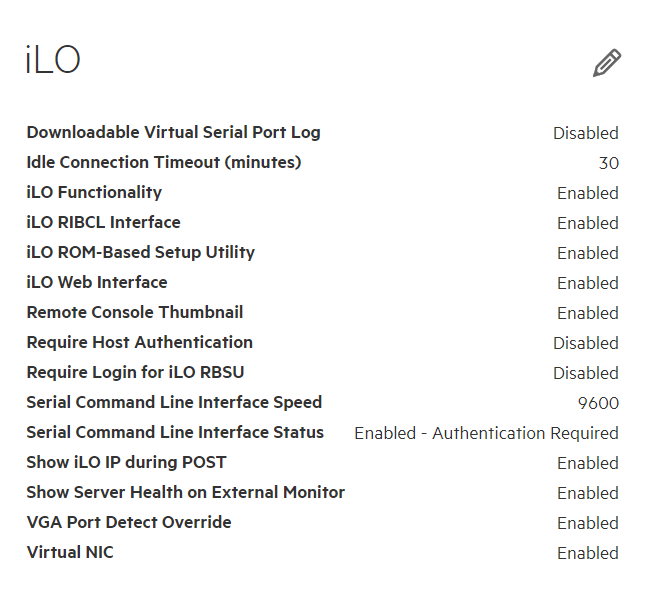 iLO
Downloadable Virtual Serial Port Log Disabled
Idle Connection Timeout (minutes) 30
iLO Functionality Enabled
iLO RIBCL Interface Enabled
iLO ROM-Based Setup Utility Enabled
iLO Web Interface Enabled
Remote Console Thumbnail Enabled
Require Host Authentication Disabled
Require Login for iLO RBSU Disabled
Serial Command Line Interface Speed 9600
Serial Command Line Interface Status Enabled - Authentication Required
Show iLO IP during POST Enabled
Show Server Health on External Monitor Enabled
VGA Port Detect Override Enabled
Virtual NIC Enabled